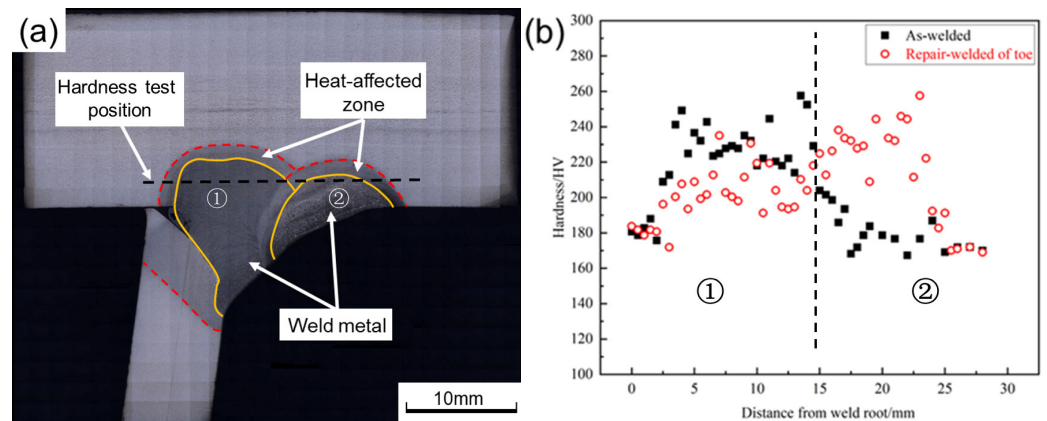 (a)
Hardness test
position
Heat-affected
zone
①
②
Weld metal
10mm
(b)
As-welded
Repair-welded of toe
Hardness/HV
300
280
260
240
220
200
180
160
140
120
100
①
②
0
5
10
15
20
25
30
Distance from weld root/mm